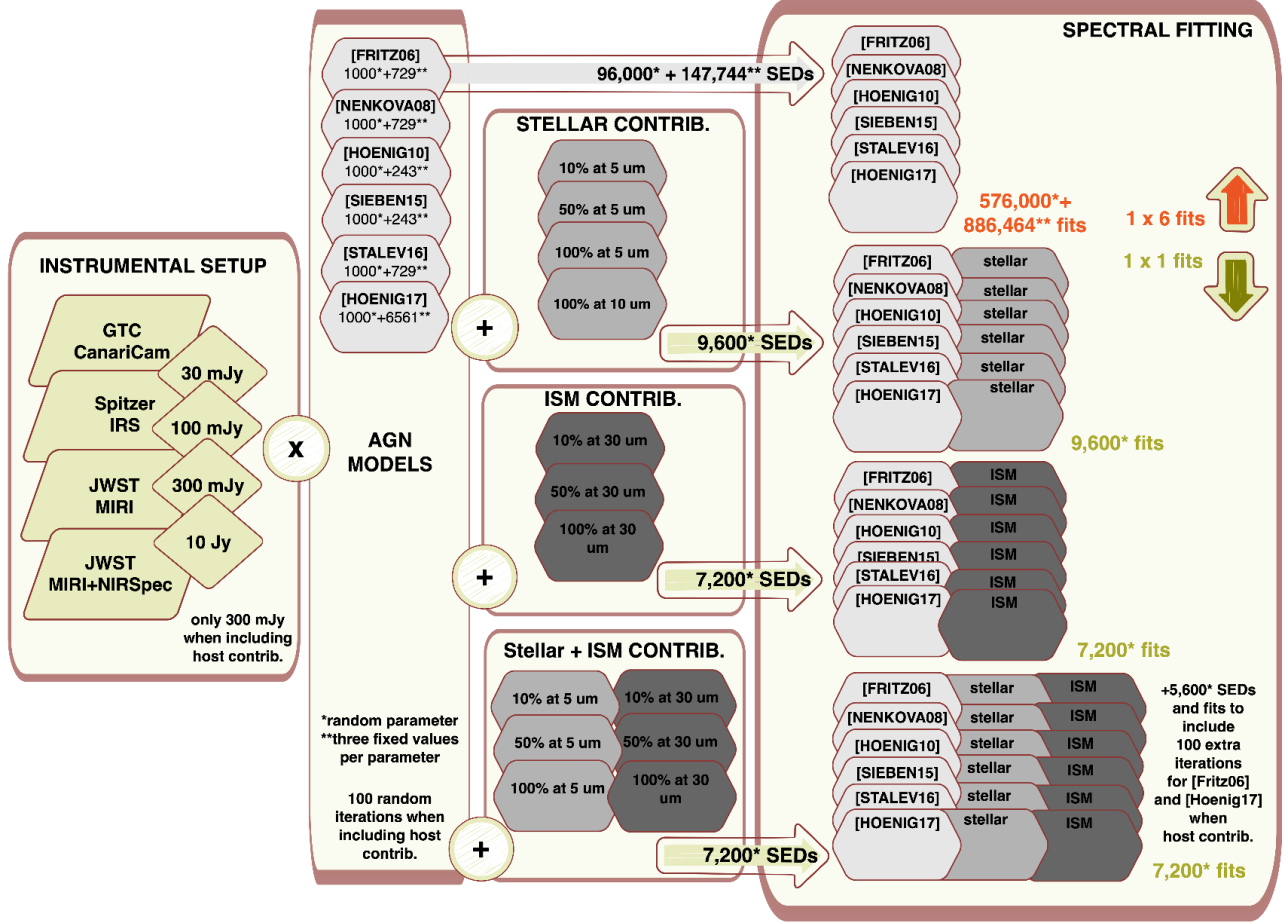 INSTRUMENTAL SETUP
GTC
CanariCam
Spitzer
IRS
JWST
MIRI
JWST
MIRI+NIRSpec
30 mJy
100 mJy
300 mJy
10 Jy
only 300 mJy
when including
host contrib.
x
[FRITZ06]
1000*+729**
[NENKOVA08]
1000*+729**
[HOENIG10]
1000*+243**
[SIEBEN15]
1000*+243**
[STALEV16]
1000*+729**
[HOENIG17]
1000*+6561**
AGN
MODELS
*random parameter
**three fixed values
per parameter
100 random
iterations when
including host
contrib.
96,000* + 147,744** SEDs
+
STELLAR CONTRIB.
10% at 5 um
50% at 5 um
100% at 5 um
100% at 10 um
9,600* SEDs
+
ISM CONTRIB.
10% at 30 um
50% at 30 um
100% at 30
um
7,200* SEDs
+
Stellar + ISM CONTRIB.
10% at 5 um
10% at 30 um
50% at 5 um
50% at 30 um
100% at 5 um
100% at 30
um
7,200* SEDs
SPECTRAL FITTING
[FRITZ06]
[NENKOVA08]
[HOENIG10]
[SIEBEN15]
[STALEV16]
[HOENIG17]
576,000*+
886,464** fits
1 x 6 fits
1 x 1 fits
[FRITZ06]
stellar
[NENKOVA08]
stellar
[HOENIG10]
stellar
[SIEBEN15]
stellar
[STALEV16]
stellar
[HOENIG17]
stellar
9,600* fits
[FRITZ06]
ISM
[NENKOVA08]
ISM
[HOENIG10]
ISM
[SIEBEN15]
ISM
[STALEV16]
ISM
[HOENIG17]
ISM
7,200* fits
[FRITZ06]
stellar
ISM
[NENKOVA08]
stellar
ISM
[HOENIG10]
stellar
ISM
[SIEBEN15]
stellar
ISM
[STALEV16]
stellar
ISM
[HOENIG17]
stellar
ISM
+5,600* SEDs
and fits to
include
100 extra
iterations
for [Fritz06]
and [Hoenig17]
when
host contrib.
7,200* fits